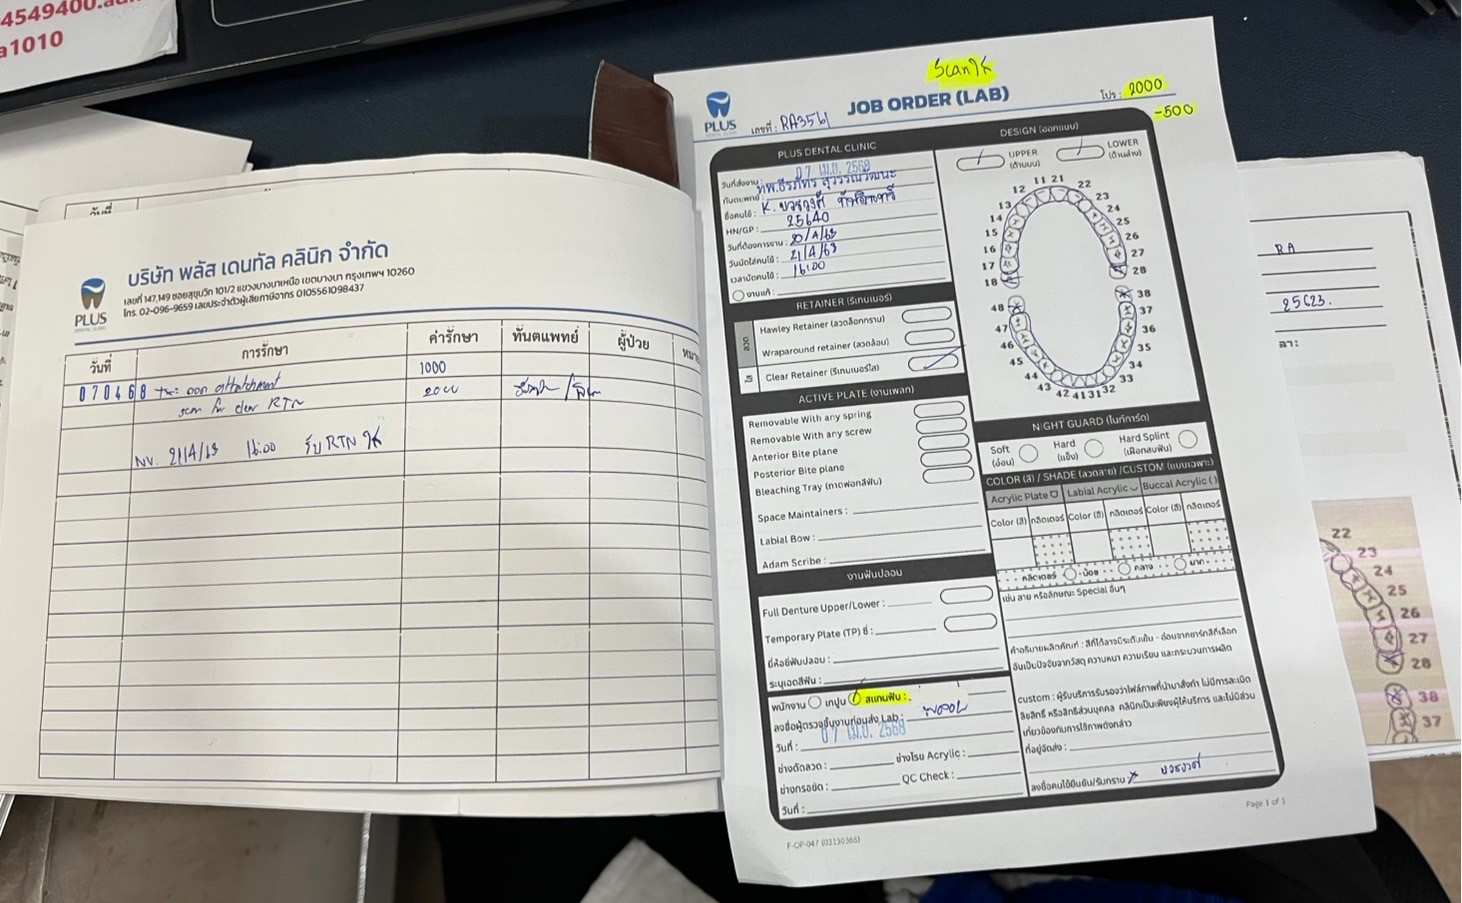 4549400.
a1010
วันที่
บริษัท พลัส เดนทัล คลินิก จำกัด
เลขที่ 147,149 ซอยสุขุมวิท 101/2 แขวงบางนาเหนือ เขตบางนา กรุงเทพฯ 10260
โทร. 02-096-9659 เลขประจำตัวผู้เสียภาษีอากร 0105561098437
PLUS
DENTAL CLINIC
วันที่ การรักษา ค่ารักษา ทันตแพทย์ ผู้ป่วย หมาย
070468 Tx: ถอด attatchment 1000
scan for clear RTN 2000
NV. 21/4/68 16:00 รับ RTN ใส
Scanใส
PLUS
DENTAL CLINIC
เลขที่ : RA3561
JOB ORDER (LAB)
โปร : 2000
-500
PLUS DENTAL CLINIC
วันที่ส่งงาน : 07 เม.ย. 2568
ทันตแพทย์ : ทพ.ธีรภัทร สุวรรณวัฒนะ
ชื่อคนไข้ : K.
HN/GP : 25640
วันที่ต้องการงาน : 20/4/68
วันนัดใส่คนไข้ : 21/4/68
เวลานัดคนไข้ : 16:00
งานแก้ :
DESIGN (ออกแบบ)
UPPER (ด้านบน)
LOWER (ด้านล่าง)
11 21
12 22
13 23
14 24
15 25
16 26
17 27
18 28
48 38
47 37
46 36
45 35
44 34
43 33
42 41 31 32
RETAINER (รีเทนเนอร์)
ลวด
Hawley Retainer (ลวดล็อกกราม)
Wraparound retainer (ลวดล้อม)
ใส
Clear Retainer (รีเทนเนอร์ใส)
ACTIVE PLATE (งานเพลท)
Removable With any spring
Removable With any screw
Anterior Bite plane
Posterior Bite plane
Bleaching Tray (ถาดฟอกสีฟัน)
Space Maintainers :
Labial Bow :
Adam Scribe :
งานฟันปลอม
Full Denture Upper/Lower :
Temporary Plate (TP) ซี่ :
ยี่ห้อซี่ฟันปลอม :
ระบุเฉดสีฟัน :
พนักงาน เทปูน สแกนฟัน :
ลงชื่อผู้ตรวจชิ้นงานก่อนส่ง Lab :
วันที่ : 07 เม.ย. 2568
ช่างดัดลวด : ช่างโรย Acrylic :
ช่างกรอขัด : QC Check :
วันที่ :
F-OP-047 (03130368)
NIGHT GUARD (ไนท์การ์ด)
Soft (อ่อน)
Hard (แข็ง)
Hard Splint (เฝือกสบฟัน)
COLOR (สี) / SHADE (ลวดลาย) /CUSTOM (แบบเฉพาะ)
Acrylic Plate Labial Acrylic Buccal Acrylic ( )
Color (สี) กลิตเตอร์ Color (สี) กลิตเตอร์ Color (สี) กลิตเตอร์
กลิตเตอร์ น้อย กลาง มาก
เช่น ลาย หรือลักษณะ Special อื่นๆ
คำอธิบายผลิตภัณฑ์ : สีที่ได้อาจมีระดับเข้ม - อ่อนจากชาร์ทสีที่เลือก
อันเป็นปัจจัยจากวัสดุ ความหนา ความเรียบ และกระบวนการผลิต
custom : ผู้รับบริการรับรองว่าไฟล์ภาพที่นำมาสั่งทำ ไม่มีการละเมิด
ลิขสิทธิ์ หรือสิทธิส่วนบุคคล คลินิกเป็นเพียงผู้ให้บริการ และไม่มีส่วน
เกี่ยวข้องกับการใช้ภาพดังกล่าว
ที่อยู่จัดส่ง :
ลงชื่อคนไข้ยืนยัน/รับทราบ
Page 1 of 1
RA
25623.
ลา :
22
23
24
25
26
27
28
38
37